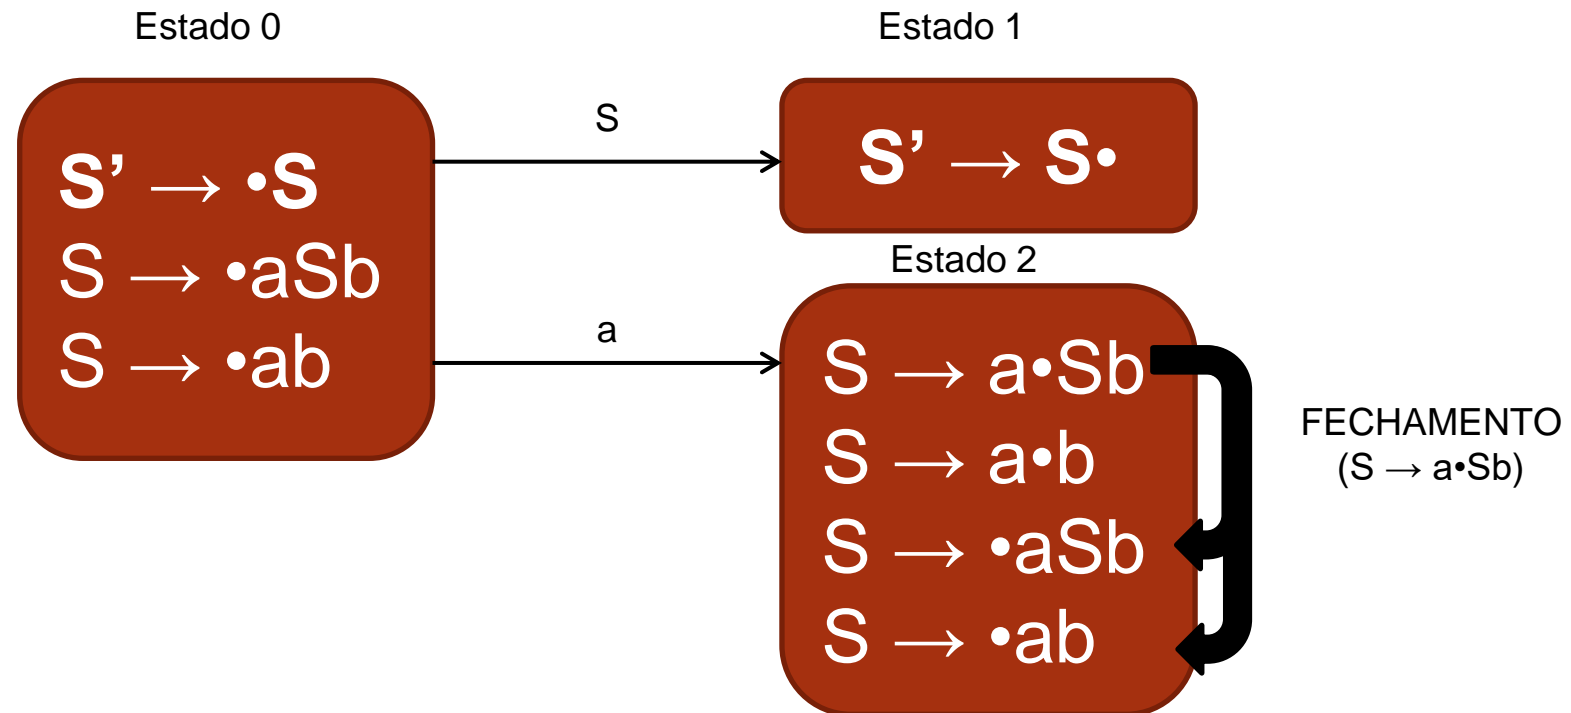 Estado 0
S’ → •S
S → •aSb
S → •ab
S
a
Estado 1
S’ → S•
Estado 2
S → a•Sb
S → a•b
S → •aSb
S → •ab
FECHAMENTO
(S → a•Sb)